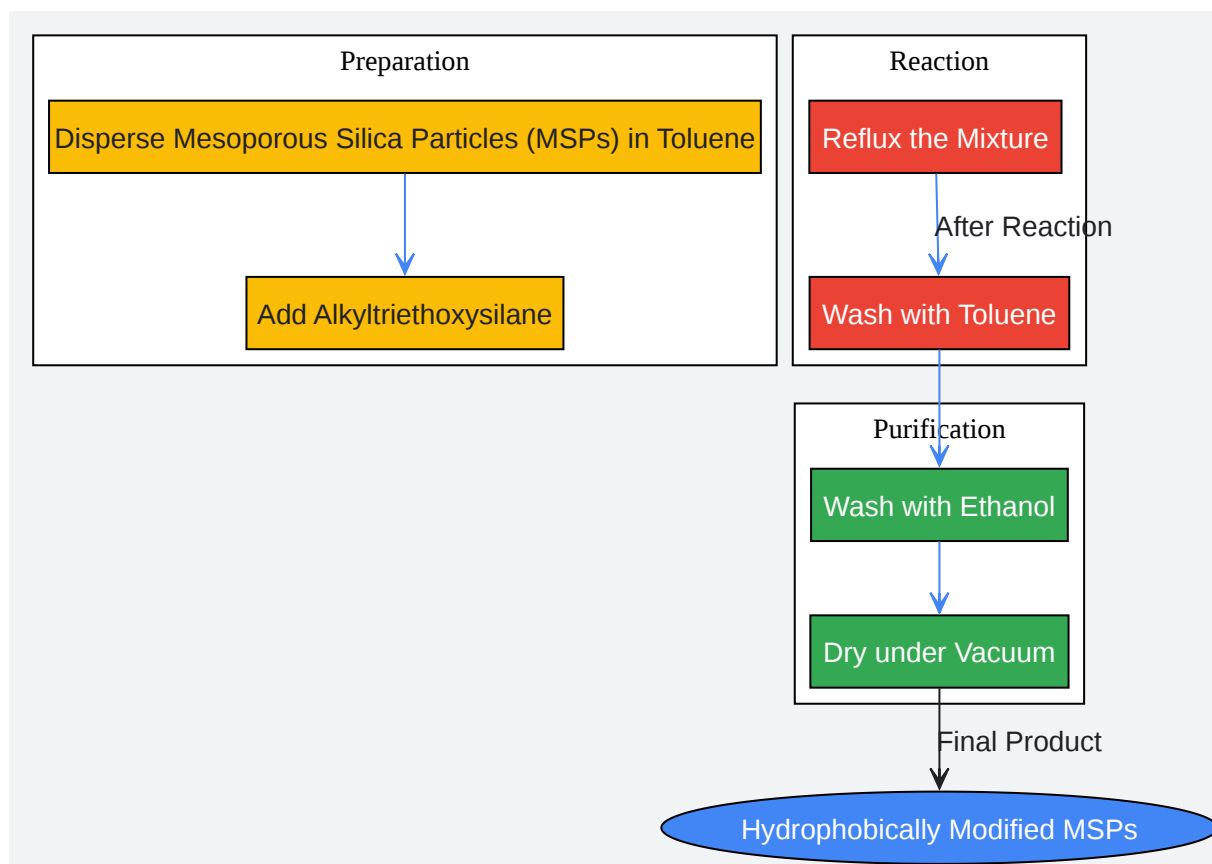 Preparation
Disperse Mesoporous Silica Particles (MSPs) in Toluene
Add Alkyltriethoxysilane
Reaction
Reflux the Mixture
After Reaction
Wash with Toluene
Purification
Wash with Ethanol
Dry under Vacuum
Final Product
Hydrophobically Modified MSPs